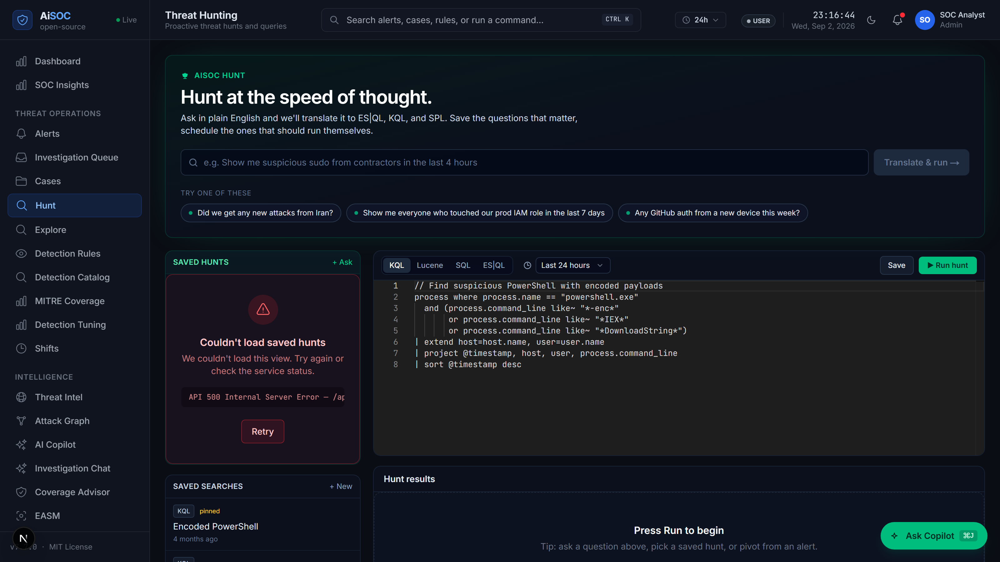 AiSOC
open-source
Live
Threat Hunting
Proactive threat hunts and queries
Search alerts, cases, rules, or run a command...
CTRL K
24h
USER
23:16:44
Wed, Sep 2, 2026
SO
SOC Analyst
Admin
Dashboard
SOC Insights
THREAT OPERATIONS
Alerts
Investigation Queue
Cases
Hunt
Explore
Detection Rules
Detection Catalog
MITRE Coverage
Detection Tuning
Shifts
INTELLIGENCE
Threat Intel
Attack Graph
AI Copilot
Investigation Chat
Coverage Advisor
EASM
N
MIT License
AISOC HUNT
Hunt at the speed of thought.
Ask in plain English and we'll translate it to ES|QL, KQL, and SPL. Save the questions that matter,
schedule the ones that should run themselves.
e.g. Show me suspicious sudo from contractors in the last 4 hours
Translate & run →
TRY ONE OF THESE
Did we get any new attacks from Iran?
Show me everyone who touched our prod IAM role in the last 7 days
Any GitHub auth from a new device this week?
SAVED HUNTS
+ Ask
Couldn't load saved hunts
We couldn't load this view. Try again or
check the service status.
API 500 Internal Server Error — /ap
Retry
SAVED SEARCHES
+ New
KQL
pinned
Encoded PowerShell
4 months ago
KQL
Lucene
SQL
ES|QL
Last 24 hours
Save
▶ Run hunt
1 // Find suspicious PowerShell with encoded payloads
2 process where process.name == "powershell.exe"
3 and (process.command_line like~ "*-enc*"
4 or process.command_line like~ "*IEX*"
5 or process.command_line like~ "*DownloadString*")
6 | extend host=host.name, user=user.name
7 | project @timestamp, host, user, process.command_line
8 | sort @timestamp desc
Hunt results
Press Run to begin
Tip: ask a question above, pick a saved hunt, or pivot from an alert.
Ask Copilot
⌘J